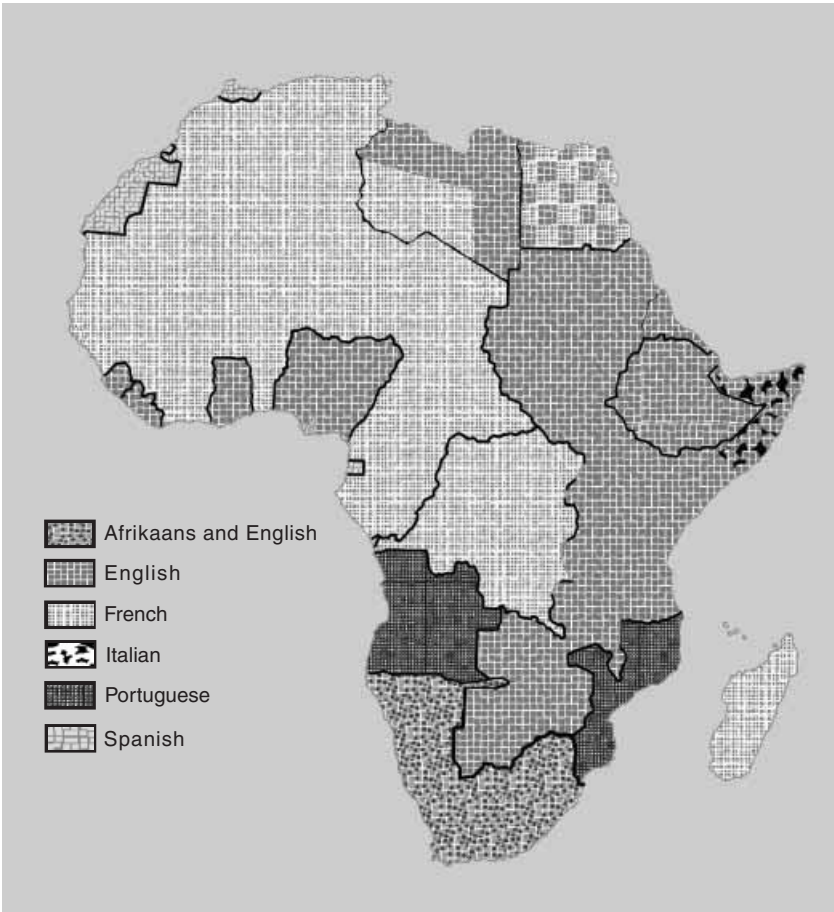 Afrikaans and English
English
French
Italian
Portuguese
Spanish